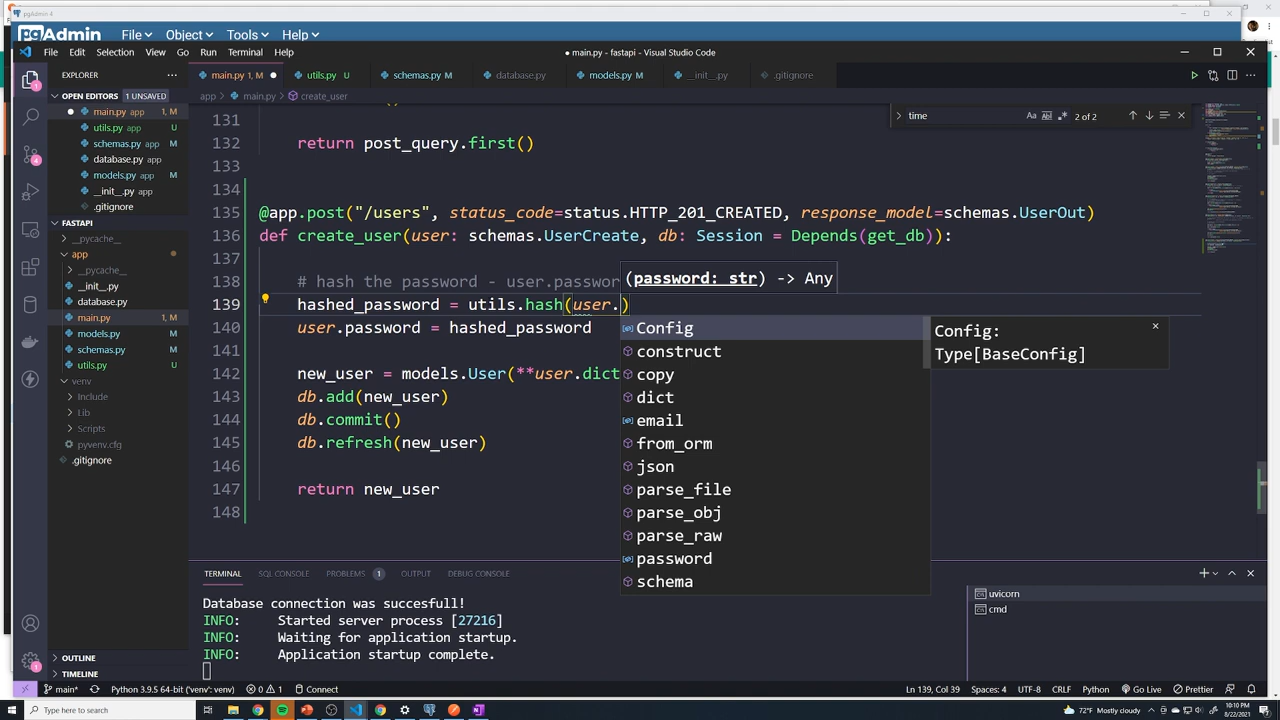 pgAdmin 4
pgAdmin File Object Tools Help
File Edit Selection View Go Run Terminal Help
● main.py - fastapi - Visual Studio Code
EXPLORER
main.py 1, M
utils.py U
schemas.py M
database.py
models.py M
__init__.py
.gitignore
OPEN EDITORS 1 UNSAVED
main.py app 1, M
utils.py app U
schemas.py app M
database.py app
models.py app M
__init__.py app
.gitignore
FASTAPI
__pycache__
app
__pycache__
__init__.py
database.py
main.py 1, M
models.py M
schemas.py M
utils.py U
venv
Include
Lib
Scripts
pyvenv.cfg
.gitignore
OUTLINE
TIMELINE
app > main.py > create_user
time
Aa ab 2 of 2
131
132 return post_query.first()
133
134
135 @app.post("/users", status_code=status.HTTP_201_CREATED, response_model=schemas.UserOut)
136 def create_user(user: schemas.UserCreate, db: Session = Depends(get_db)):
137
138 # hash the password - user.passwor
139 hashed_password = utils.hash(user.)
140 user.password = hashed_password
141
142 new_user = models.User(**user.dict
143 db.add(new_user)
144 db.commit()
145 db.refresh(new_user)
146
147 return new_user
148
(password: str) -> Any
Config
construct
copy
dict
email
from_orm
json
parse_file
parse_obj
parse_raw
password
schema
Config:
Type[BaseConfig]
TERMINAL SQL CONSOLE PROBLEMS 1 OUTPUT DEBUG CONSOLE
Database connection was succesfull!
INFO: Started server process [27216]
INFO: Waiting for application startup.
INFO: Application startup complete.
uvicorn
cmd
main* Python 3.9.5 64-bit ('venv': venv) 0 1 Connect
Ln 139, Col 39 Spaces: 4 UTF-8 CRLF Python Go Live Prettier
Type here to search
72°F Mostly cloudy
10:10 PM
8/22/2021